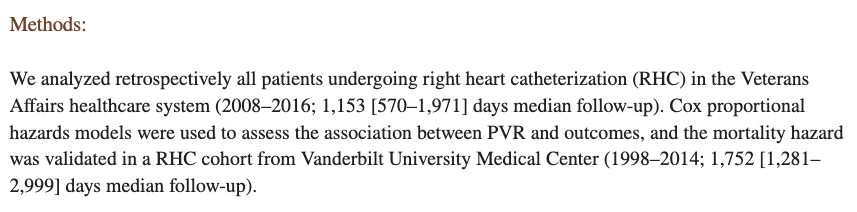 Methods:
We analyzed retrospectively all patients undergoing right heart catheterization (RHC) in the Veterans
Affairs healthcare system (2008–2016; 1,153 [570–1,971] days median follow-up). Cox proportional
hazards models were used to assess the association between PVR and outcomes, and the mortality hazard
was validated in a RHC cohort from Vanderbilt University Medical Center (1998–2014; 1,752 [1,281–
2,999] days median follow-up).